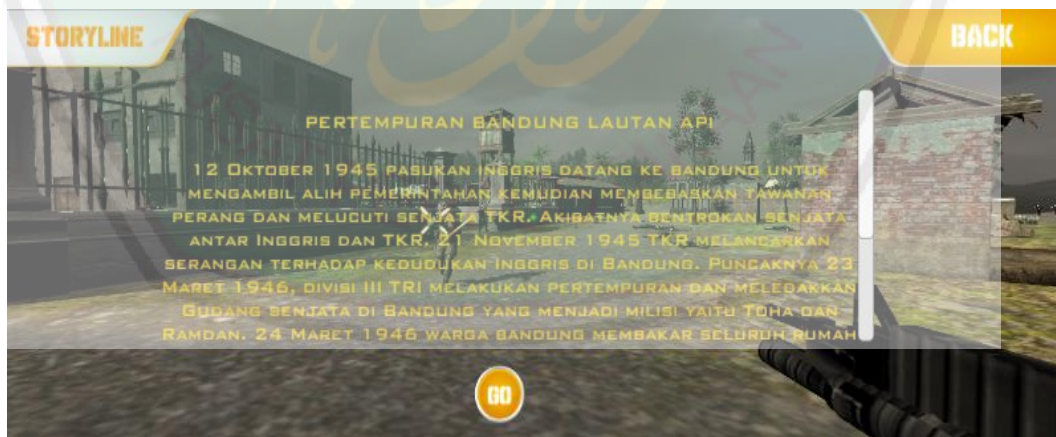 STORYLINE
BACK
PERTEMPURAN BANDUNG LAUTAN API
12 OKTOBER 1945 PASUKAN INGGRIS DATANG KE BANDUNG UNTUK
MENGAMBIL ALIH PEMERINTAHAN KEMUDIAN MEMBEBASKAN TAWANAN
PERANG DAN MELUCUTI SENJATA TKR. AKIBATNYA BENTROKAN SENJATA
ANTAR INGGRIS DAN TKR. 21 NOVEMBER 1945 TKR MELANCARKAN
SERANGAN TERHADAP KEDUDUKAN INGGRIS DI BANDUNG. PUNCAKNYA 23
MARET 1946, DIVISI III TRI MELAKUKAN PERTEMPURAN DAN MELEDAKKAN
GUDANG SENJATA DI BANDUNG YANG MENJADI MILISI YAITU TOHA DAN
RAMDAN. 24 MARET 1946 WARGA BANDUNG MEMBAKAR SELURUH RUMAH
GO